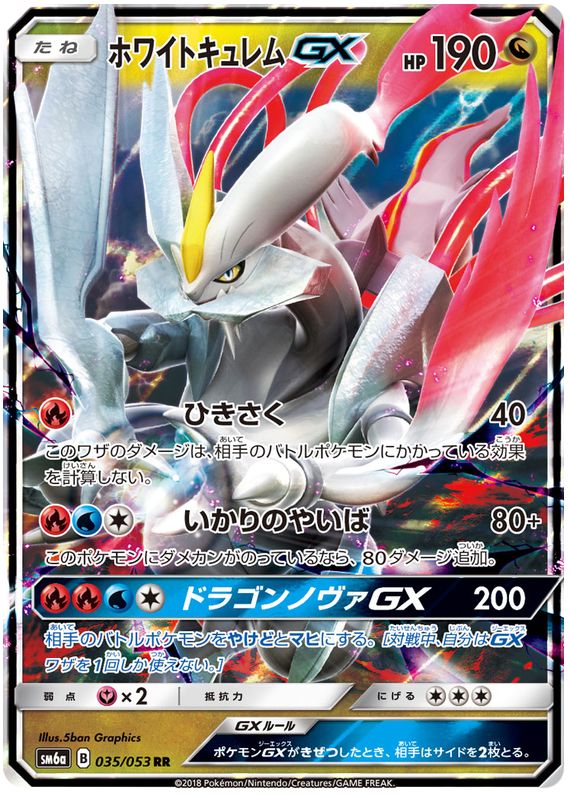 たね ホワイトキュレムGX HP 190
ひきさく 40
このワザのダメージは、相手のバトルポケモンにかかっている効果
を計算しない。
いかりのやいば 80+
このポケモンにダメカンがのっているなら、80ダメージ追加。
ドラゴンノヴァGX 200
相手のバトルポケモンをやけどとマヒにする。[対戦中、自分はGX
ワザを1回しか使えない。]
弱点 ×2 抵抗力 にげる
Illus.5ban Graphics
GXルール
SM6a B 035/053 RR
ポケモンGXがきぜつしたとき、相手はサイドを2枚とる。
©2018 Pokémon/Nintendo/Creatures/GAME FREAK.